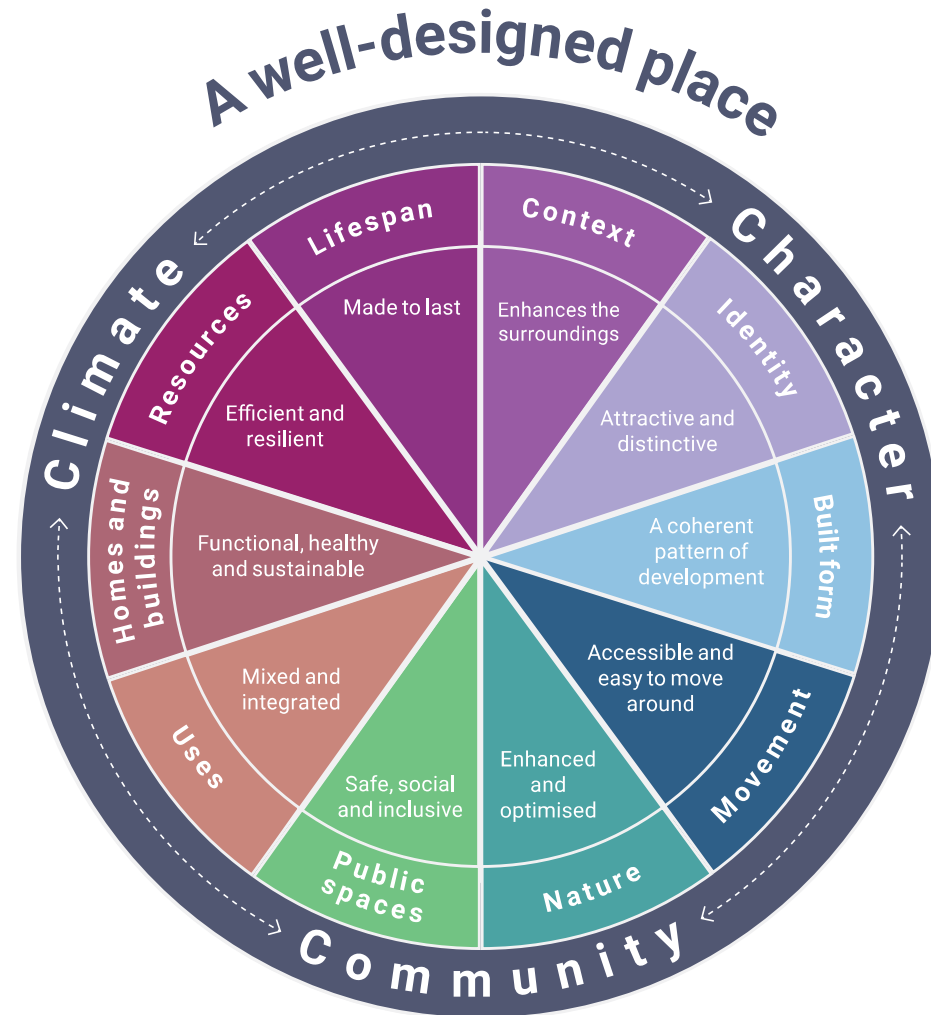 A well-designed place
Climate
Character
Community
Context
Enhances the
surroundings
Identity
Attractive and
distinctive
Built form
A coherent
pattern of
development
Movement
Accessible and
easy to move
around
Nature
Enhanced
and
optimised
Public
spaces
Safe, social
and inclusive
Uses
Mixed and
integrated
Homes and
buildings
Functional, healthy
and sustainable
Resources
Efficient and
resilient
Lifespan
Made to last